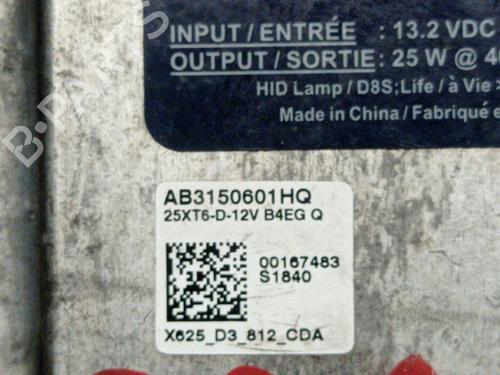 INPUT / ENTRÉE : 13.2 VDC
OUTPUT / SORTIE : 25 W @
HID Lamp / D8S;Life / à Vie >
Made in China / Fabriqué
B-PARTS
AB3150601HQ
25XT6-D-12V B4EG Q
00167483
S1840
X625_D3_812_CDA